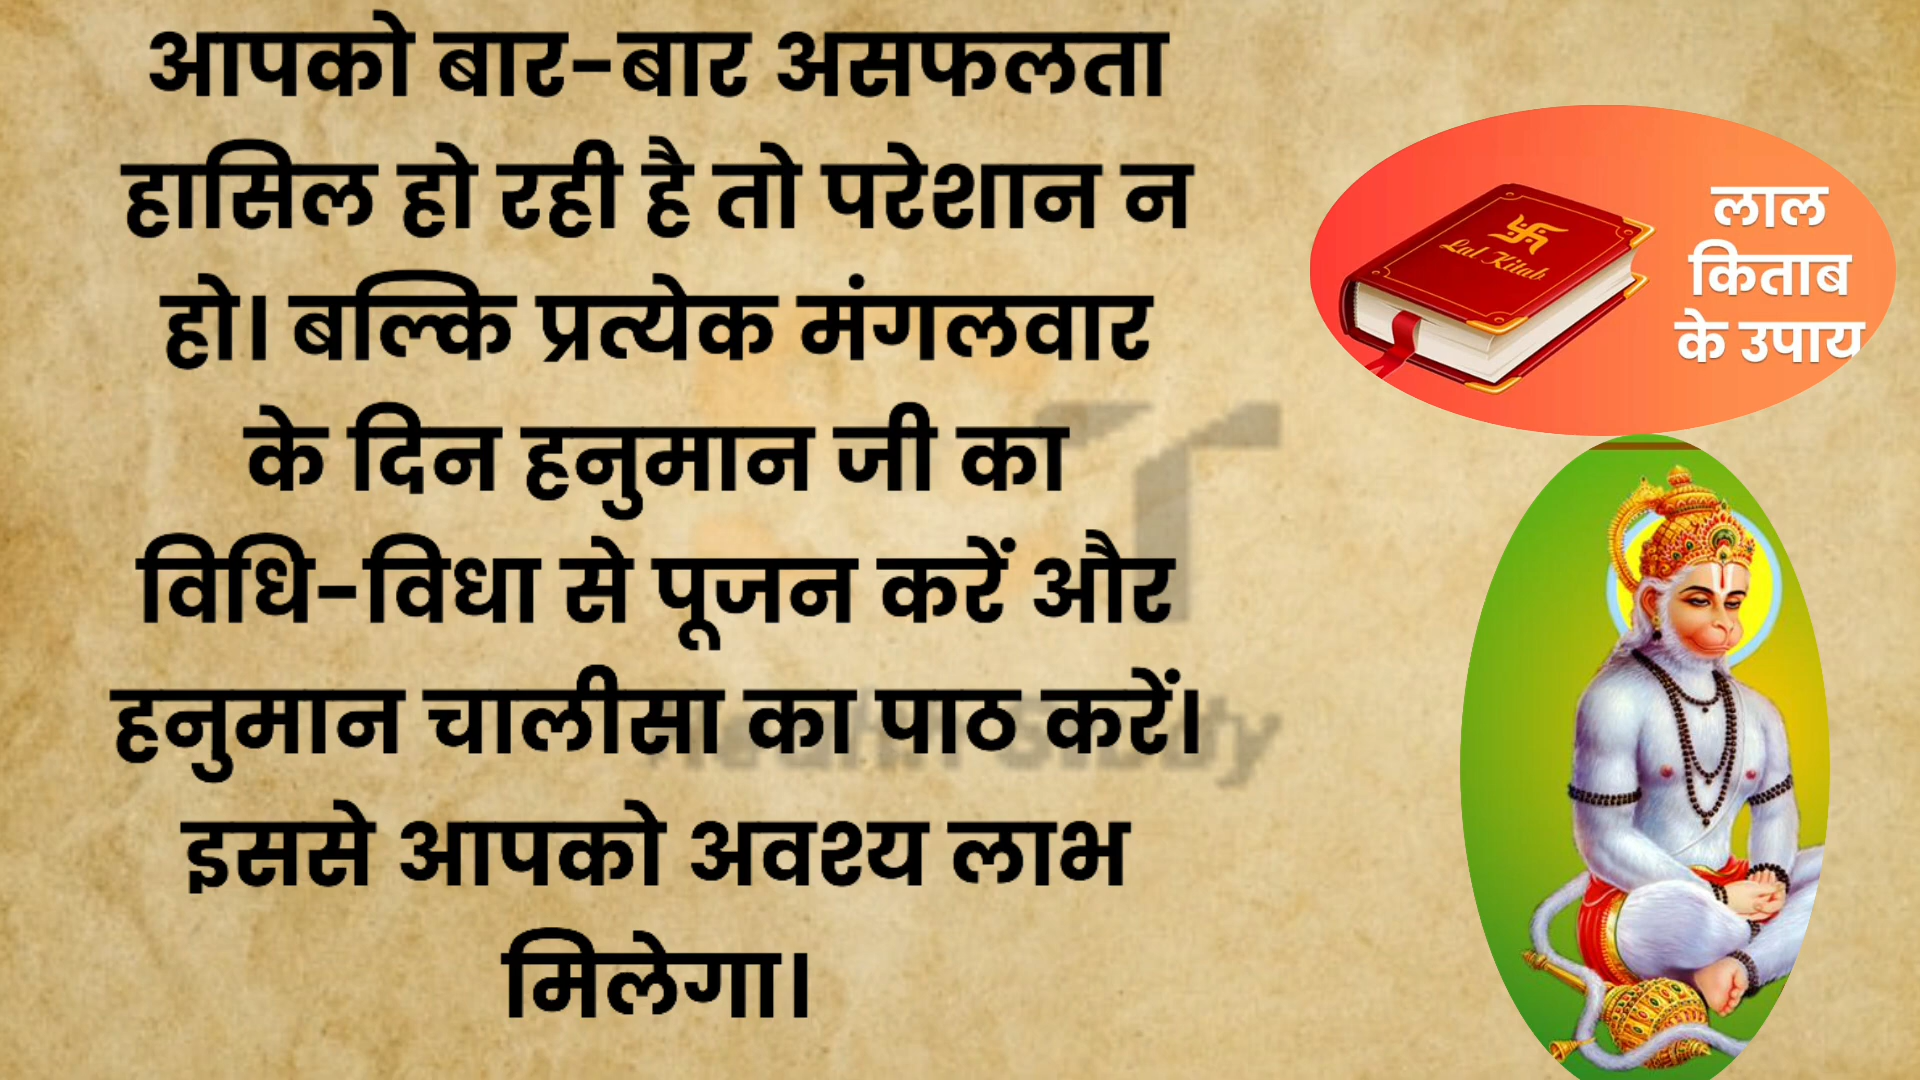 आपको बार-बार असफलता
हासिल हो रही है तो परेशान न
हो। बल्कि प्रत्येक मंगलवार
के दिन हनुमान जी का
विधि-विधा से पूजन करें और
हनुमान चालीसा का पाठ करें।
इससे आपको अवश्य लाभ
मिलेगा।
Lal Kitab
लाल
किताब
के उपाय